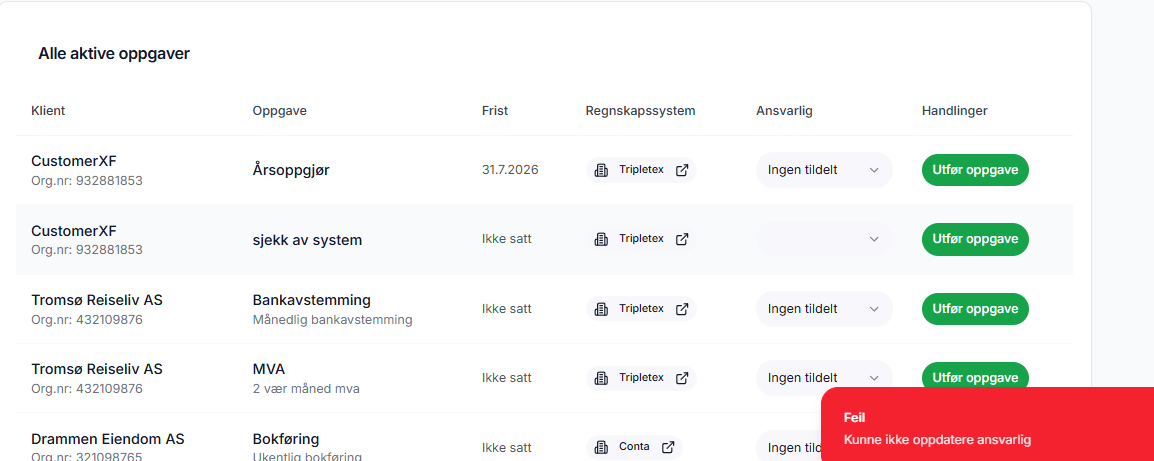 Alle aktive oppgaver
Klient Oppgave Frist Regnskapssystem Ansvarlig Handlinger
CustomerXF
Org.nr: 932881853
Årsoppgjør
31.7.2026
Tripletex
Ingen tildelt
Utfør oppgave
CustomerXF
Org.nr: 932881853
sjekk av system
Ikke satt
Tripletex
Utfør oppgave
Tromsø Reiseliv AS
Org.nr: 432109876
Bankavstemming
Månedlig bankavstemming
Ikke satt
Tripletex
Ingen tildelt
Utfør oppgave
Tromsø Reiseliv AS
Org.nr: 432109876
MVA
2 vær måned mva
Ikke satt
Tripletex
Ingen tildelt
Utfør oppgave
Drammen Eiendom AS
Org.nr: 321098765
Bokføring
Ukentlig bokføring
Ikke satt
Conta
Ingen
Feil
Kunne ikke oppdatere ansvarlig